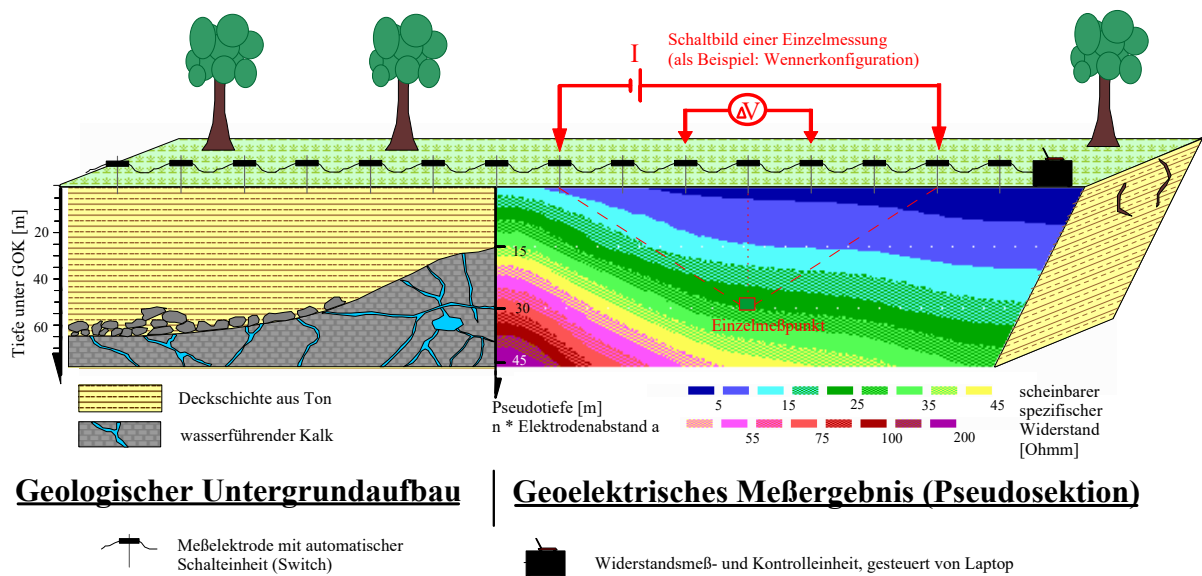 Schaltbild einer Einzelmessung
(als Beispiel: Wennerkonfiguration)
I
ΔV
Tiefe unter GOK [m]
20
40
60
15
30
45
Einzelmeßpunkt
Deckschichte aus Ton
wasserführender Kalk
Pseudotiefe [m]
n * Elektrodenabstand a
5 15 25 35 45
55 75 100 200
scheinbarer
spezifischer
Widerstand
[Ohmm]
Geologischer Untergrundaufbau
Geoelektrisches Meßergebnis (Pseudosektion)
Meßelektrode mit automatischer
Schalteinheit (Switch)
Widerstandsmeß- und Kontrolleinheit, gesteuert von Laptop